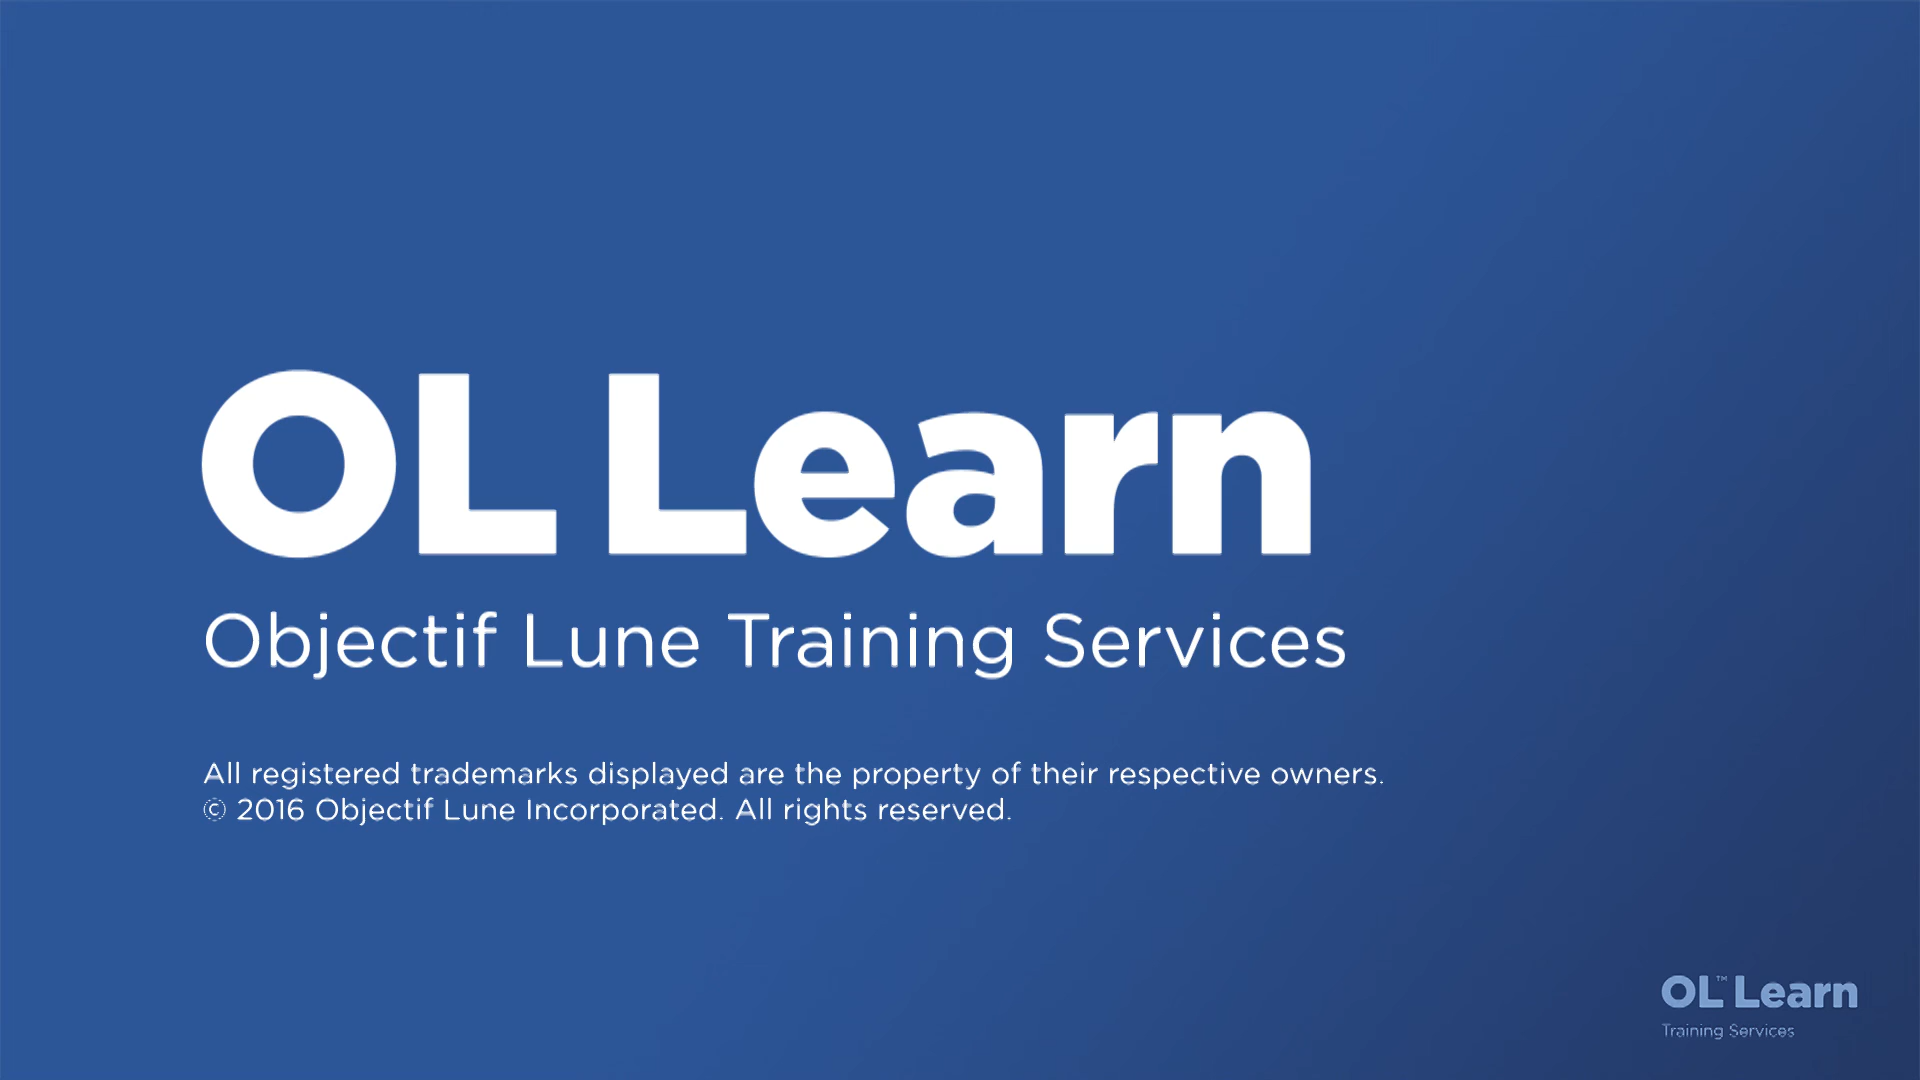 OL Learn
Objectif Lune Training Services
All registered trademarks displayed are the property of their respective owners.
© 2016 Objectif Lune Incorporated. All rights reserved.
OL™ Learn
Training Services